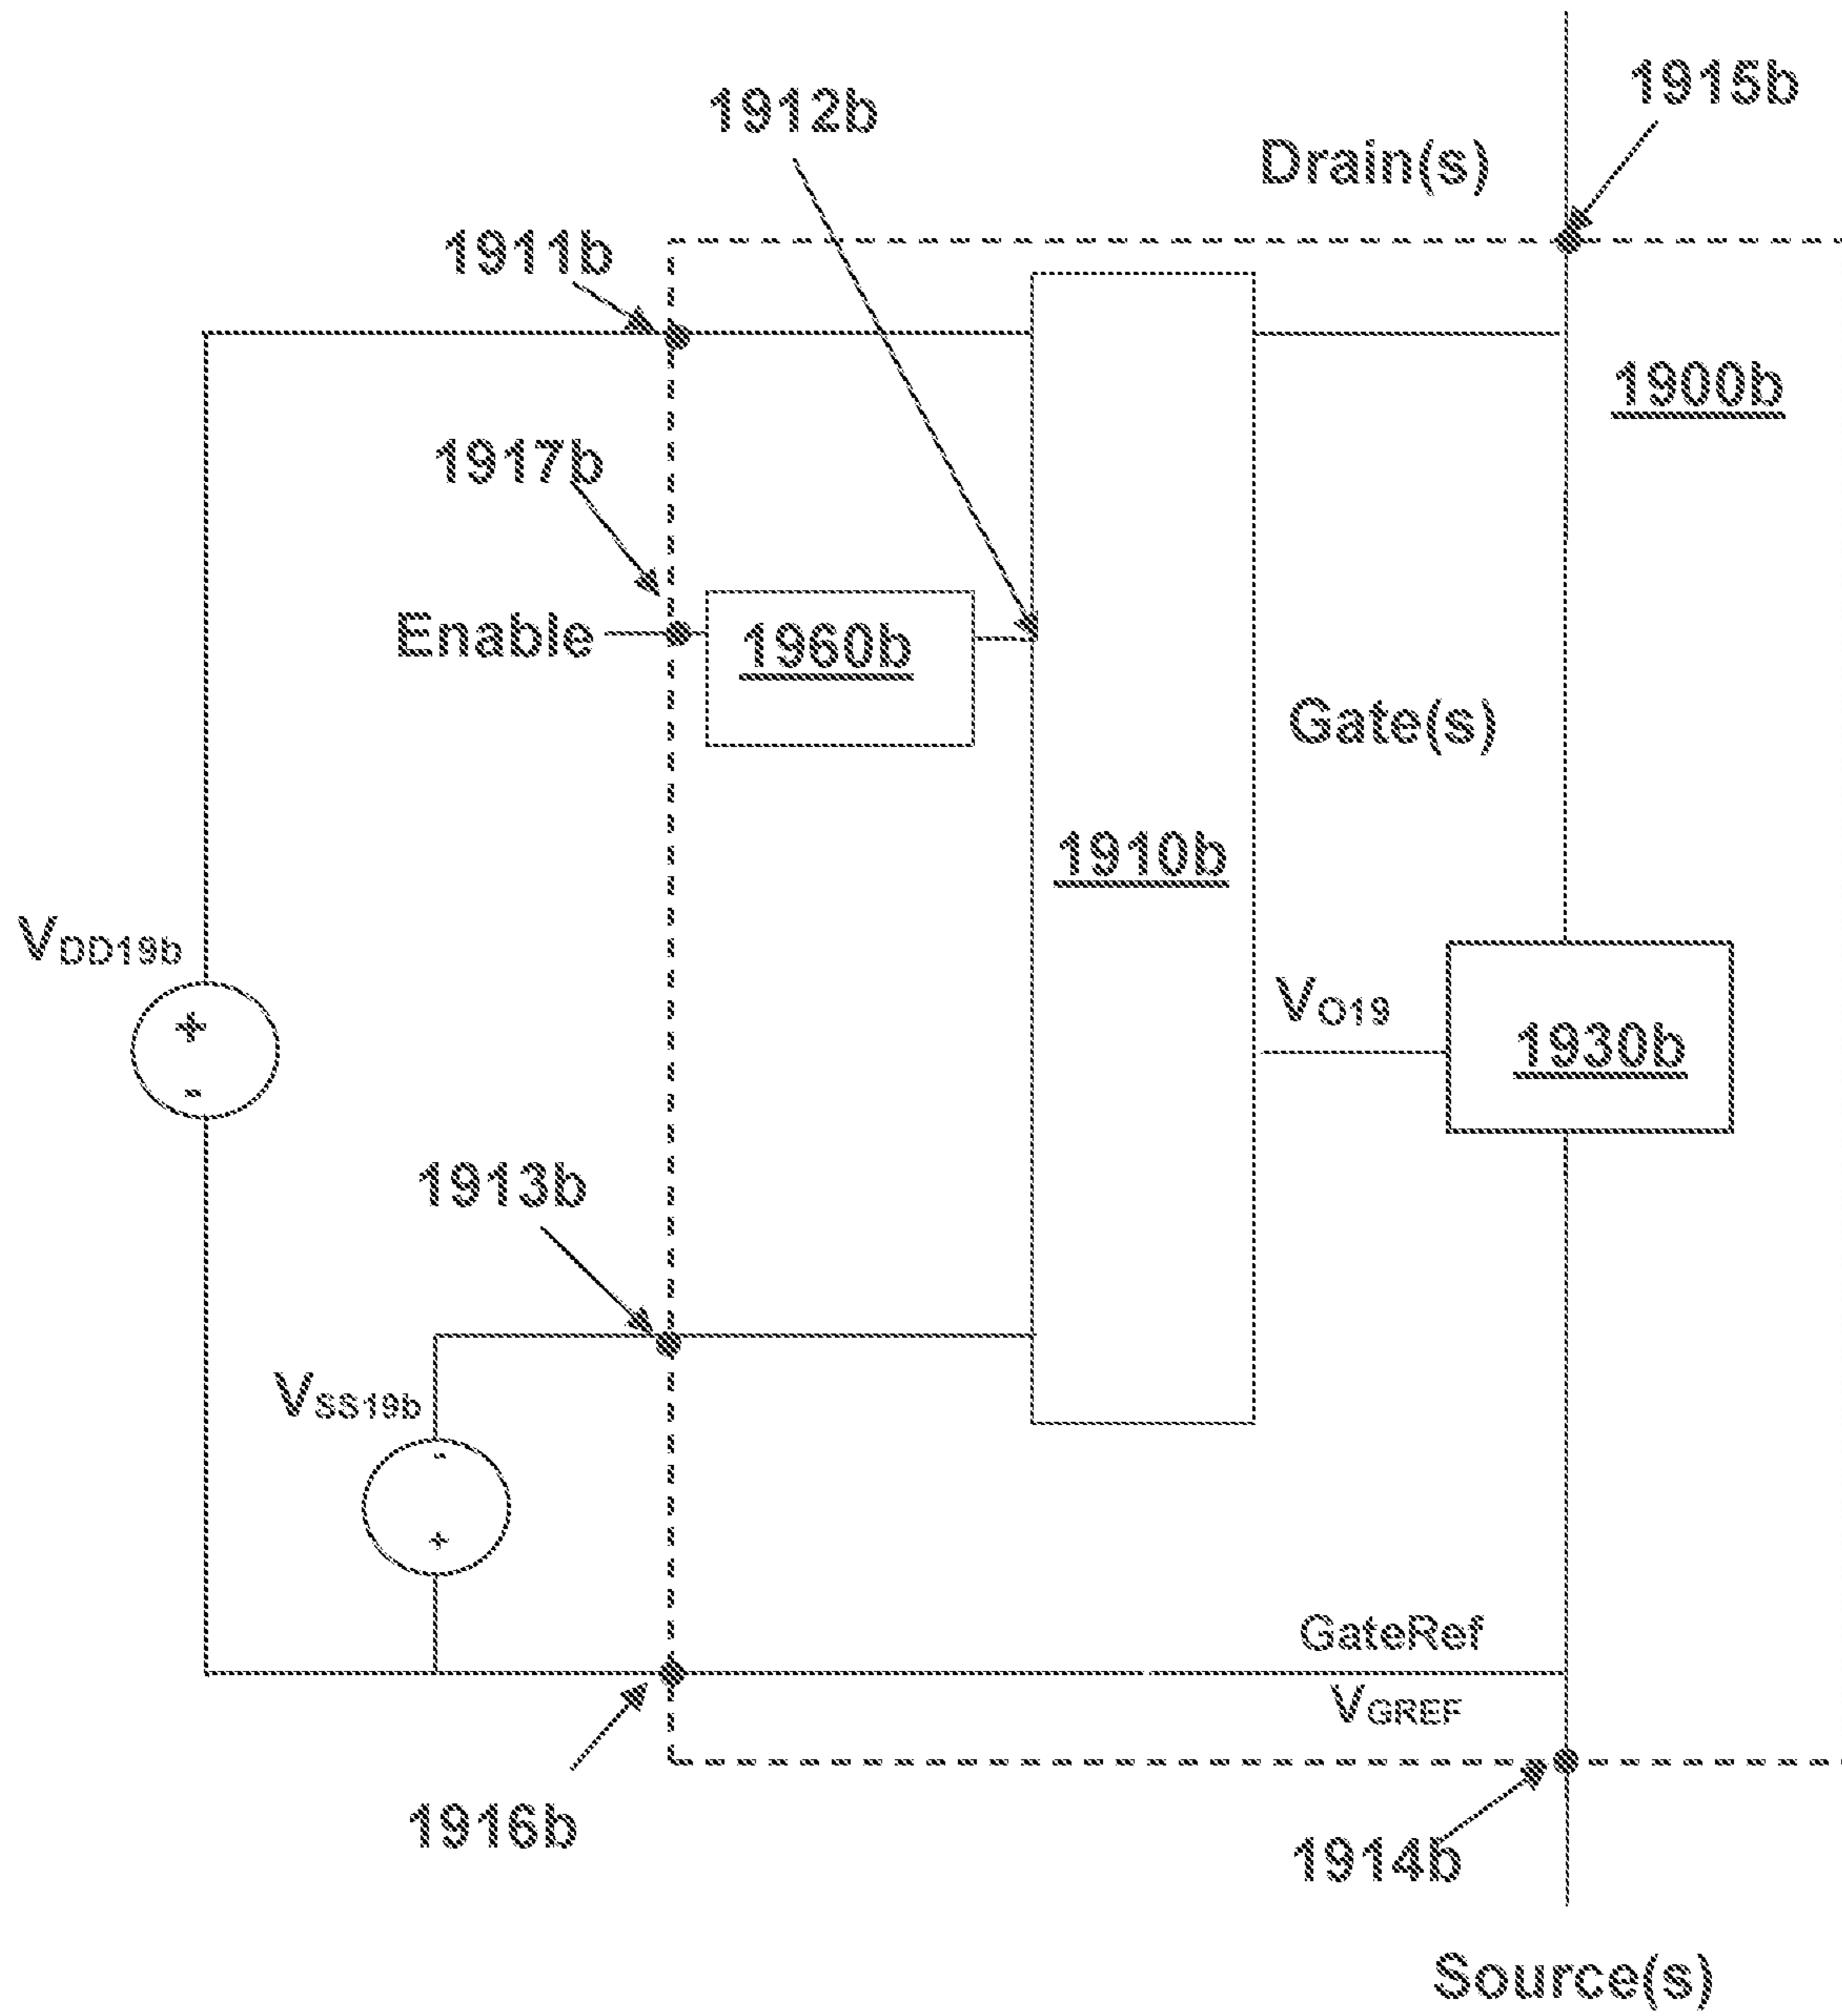 1915b
1912b
Drain(s)
1911b
1900b
1917b
Enable
1960b
Gate(s)
1910b
VDD19b
+
-
VO19
1930b
1913b
VSS19b
-
+
GateRef
VGREF
1916b
1914b
Source(s)